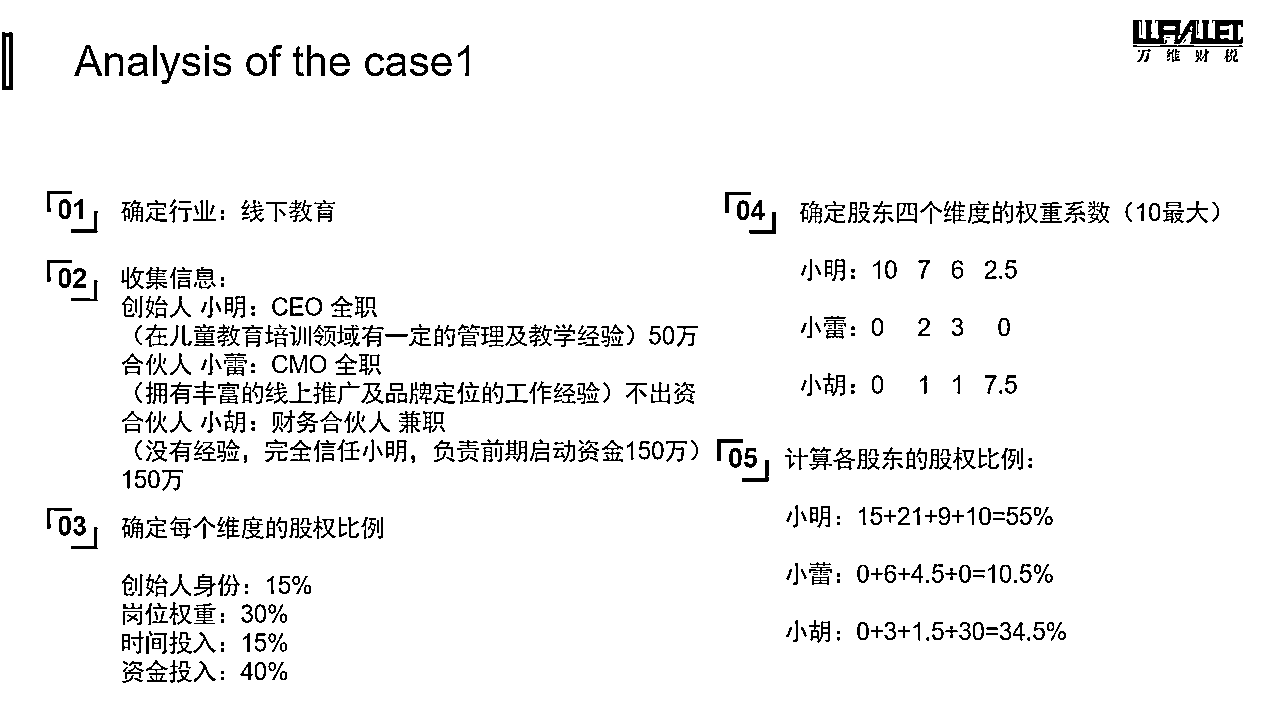 Analysis of the case1
万维财税
01 确定行业：线下教育
02 收集信息：
创始人 小明：CEO 全职
（在儿童教育培训领域有一定的管理及教学经验）50万
合伙人 小蕾：CMO 全职
（拥有丰富的线上推广及品牌定位的工作经验）不出资
合伙人 小胡：财务合伙人 兼职
（没有经验，完全信任小明，负责前期启动资金150万）
150万
03 确定每个维度的股权比例
创始人身份：15%
岗位权重：30%
时间投入：15%
资金投入：40%
04 确定股东四个维度的权重系数（10最大）
小明：10 7 6 2.5
小蕾：0 2 3 0
小胡：0 1 1 7.5
05 计算各股东的股权比例：
小明：15+21+9+10=55%
小蕾：0+6+4.5+0=10.5%
小胡：0+3+1.5+30=34.5%